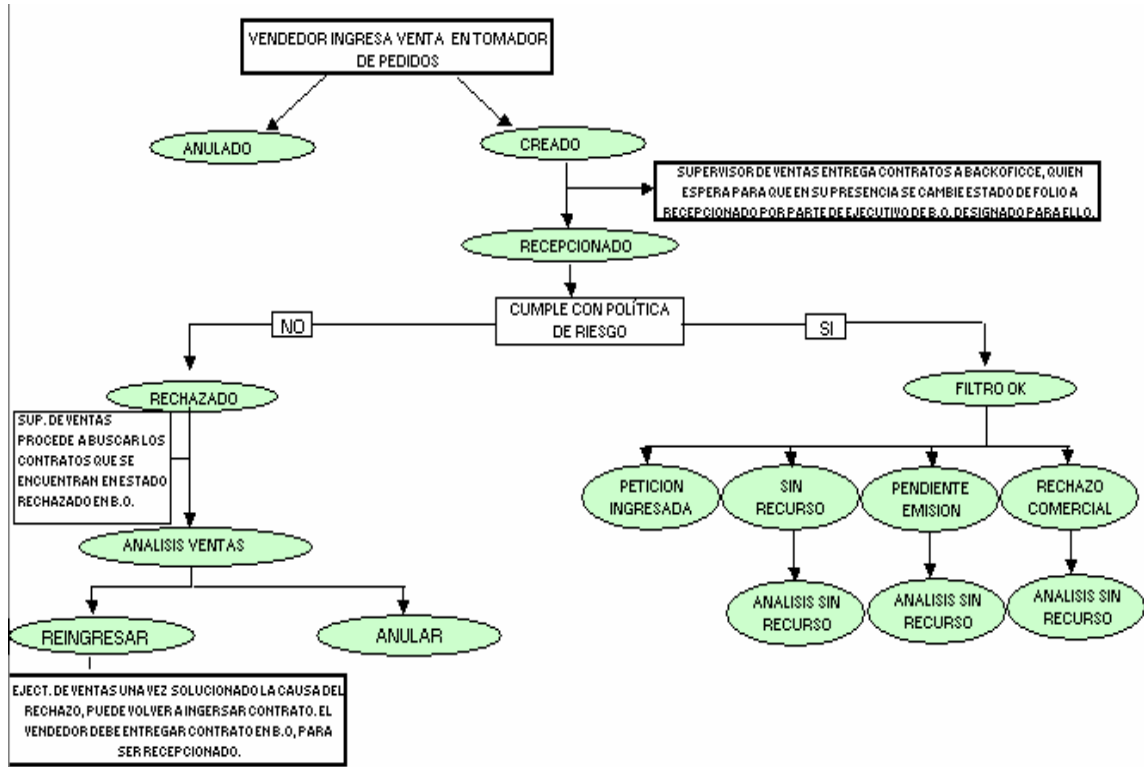 VENDEDOR INGRESA VENTA EN TOMADOR
DE PEDIDOS
ANULADO
CREADO
SUPERVISOR DE VENTAS ENTREGA CONTRATOS A BACKOFICCE, QUIEN
ESPERA PARA QUE EN SU PRESENCIA SE CAMBIE ESTADO DE FOLIO A
RECEPCIONADO POR PARTE DE EJECUTIVO DE B.O. DESIGNADO PARA ELLO.
RECEPCIONADO
CUMPLE CON POLÍTICA
DE RIESGO
NO
SI
RECHAZADO
FILTRO OK
SUP. DE VENTAS
PROCEDE A BUSCAR LOS
CONTRATOS QUE SE
ENCUENTRAN EN ESTADO
RECHAZADO EN B.O.
PETICION
INGRESADA
SIN
RECURSO
PENDIENTE
EMISION
RECHAZO
COMERCIAL
ANALISIS VENTAS
ANALISIS SIN
RECURSO
ANALISIS SIN
RECURSO
ANALISIS SIN
RECURSO
REINGRESAR
ANULAR
EJECT. DE VENTAS UNA VEZ SOLUCIONADO LA CAUSA DEL
RECHAZO, PUEDE VOLVER A INGERSAR CONTRATO. EL
VENDEDOR DEBE ENTREGAR CONTRATO EN B.O, PARA
SER RECEPCIONADO.